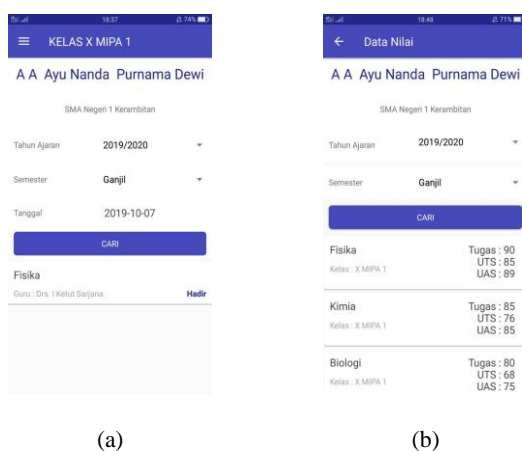 18:37
74%
KELAS X MIPA 1
A A Ayu Nanda Purnama Dewi
SMA Negeri 1 Kerambitan
Tahun Ajaran 2019/2020
Semester Ganjil
Tanggal 2019-10-07
CARI
Fisika
Guru : Drs. I Ketut Sarjana Hadir
(a)
18.48
71%
Data Nilai
A A Ayu Nanda Purnama Dewi
SMA Negeri 1 Kerambitan
Tahun Ajaran 2019/2020
Semester Ganjil
CARI
Fisika Tugas : 90
UTS : 85
Kelas : X MIPA 1
UAS : 89
Kimia Tugas : 85
UTS : 76
Kelas : X MIPA 1
UAS : 85
Biologi Tugas : 80
UTS : 68
Kelas : X MIPA 1
UAS : 75
(b)